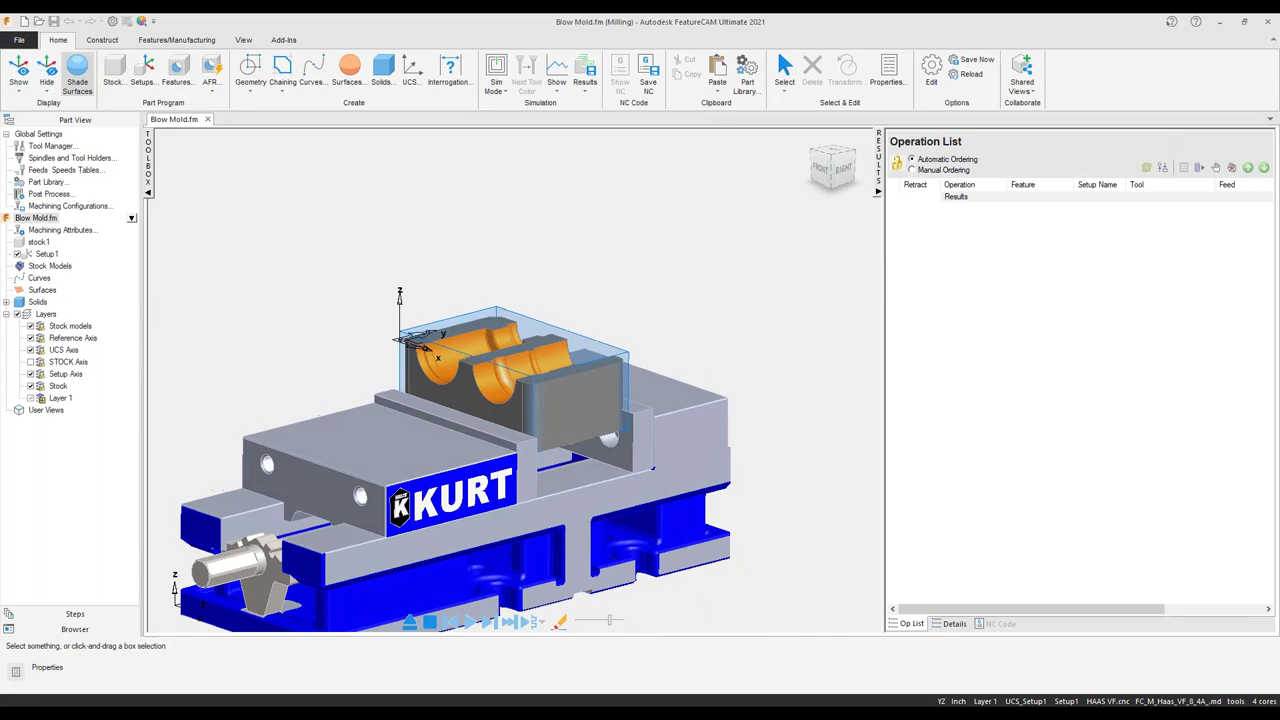 Blow Mold.fm (Milling) - Autodesk FeatureCAM Ultimate 2021
File Home Construct Features/Manufacturing View Add-Ins
Show Hide Shade Surfaces
Stock... Setups... Features... AFR...
Geometry Chaining Curves... Surfaces... Solids... UCS... Interrogation...
Sim Mode Next Tool Color Show Results
Show NC Save NC
Cut
Copy
Paste Part Library...
Select Delete Transform... Properties...
Edit Save Now
Reload
Shared Views
Display Part Program Create Simulation NC Code Clipboard Select & Edit Options Collaborate
Part View
Blow Mold.fm
Global Settings
Tool Manager...
Spindles and Tool Holders...
Feeds Speeds Tables...
Part Library...
Post Process...
Machining Configurations...
Blow Mold.fm
Machining Attributes...
stock1
Setup1
Stock Models
Curves
Surfaces
Solids
Layers
Stock models
Reference Axis
UCS Axis
STOCK Axis
Setup Axis
Stock
Layer 1
User Views
Steps
Browser
TOOLBOX
RESULTS
FRONT RIGHT
z
y
x
KURT
z
Operation List
Automatic Ordering
Manual Ordering
Retract Operation Feature Setup Name Tool Feed
Results
Op List Details NC Code
Select something, or click-and-drag a box selection
Properties
YZ Inch Layer 1 UCS_Setup1 Setup1 HAAS VF.cnc FC_M_Haas_VF_8_4A_.md tools 4 cores